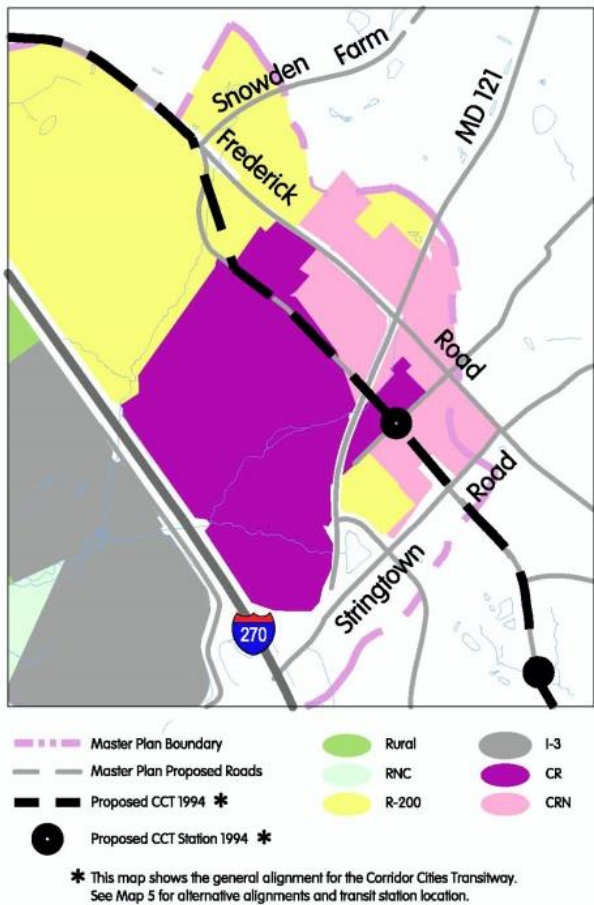 Snowden Farm
MD 121
Frederick Road
Stringtown Road
270
Master Plan Boundary
Master Plan Proposed Roads
Proposed CCT 1994 *
Proposed CCT Station 1994 *
Rural
RNC
R-200
I-3
CR
CRN
* This map shows the general alignment for the Corridor Cities Transitway.
See Map 5 for alternative alignments and transit station location.